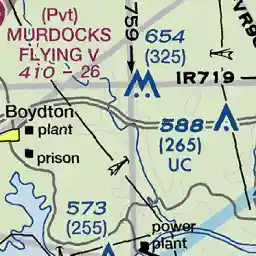 (Pvt)
MURDOCKS
FLYING V
410 - 26
759
654
(325)
VR96
IR719
Boydton
plant
prison
588
(265)
UC
573
(255)
power
plant